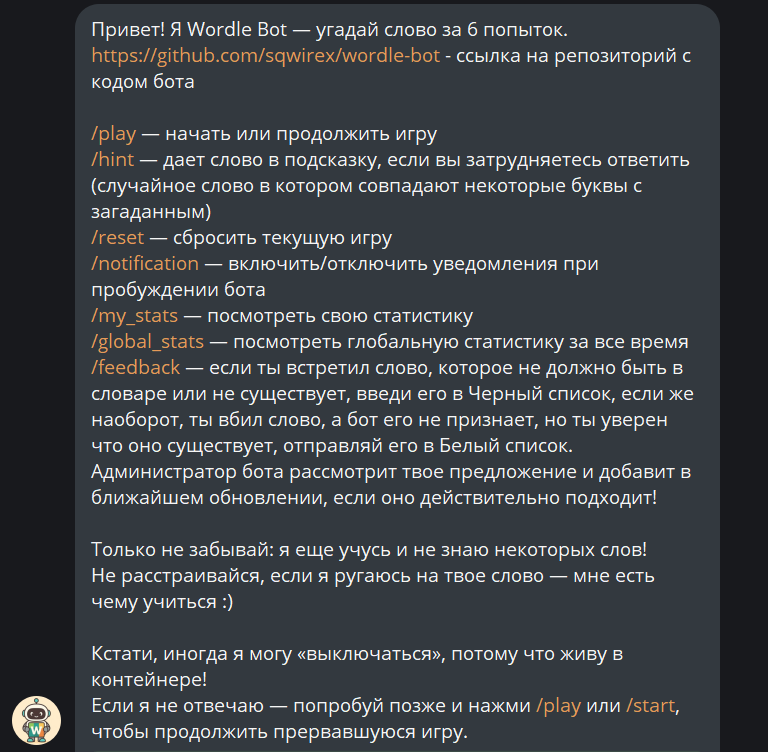 Привет! Я Wordle Bot — угадай слово за 6 попыток.
https://github.com/sqwirex/wordle-bot - ссылка на репозиторий с
кодом бота
/play — начать или продолжить игру
/hint — дает слово в подсказку, если вы затрудняетесь ответить
(случайное слово в котором совпадают некоторые буквы с
загаданным)
/reset — сбросить текущую игру
/notification — включить/отключить уведомления при
пробуждении бота
/my_stats — посмотреть свою статистику
/global_stats — посмотреть глобальную статистику за все время
/feedback — если ты встретил слово, которое не должно быть в
словаре или не существует, введи его в Черный список, если же
наоборот, ты вбил слово, а бот его не признает, но ты уверен
что оно существует, отправляй его в Белый список.
Администратор бота рассмотрит твое предложение и добавит в
ближайшем обновлении, если оно действительно подходит!
Только не забывай: я еще учусь и не знаю некоторых слов!
Не расстраивайся, если я ругаюсь на твое слово — мне есть
чему учиться :)
Кстати, иногда я могу «выключаться», потому что живу в
контейнере!
Если я не отвечаю — попробуй позже и нажми /play или /start,
чтобы продолжить прервавшуюся игру.
W